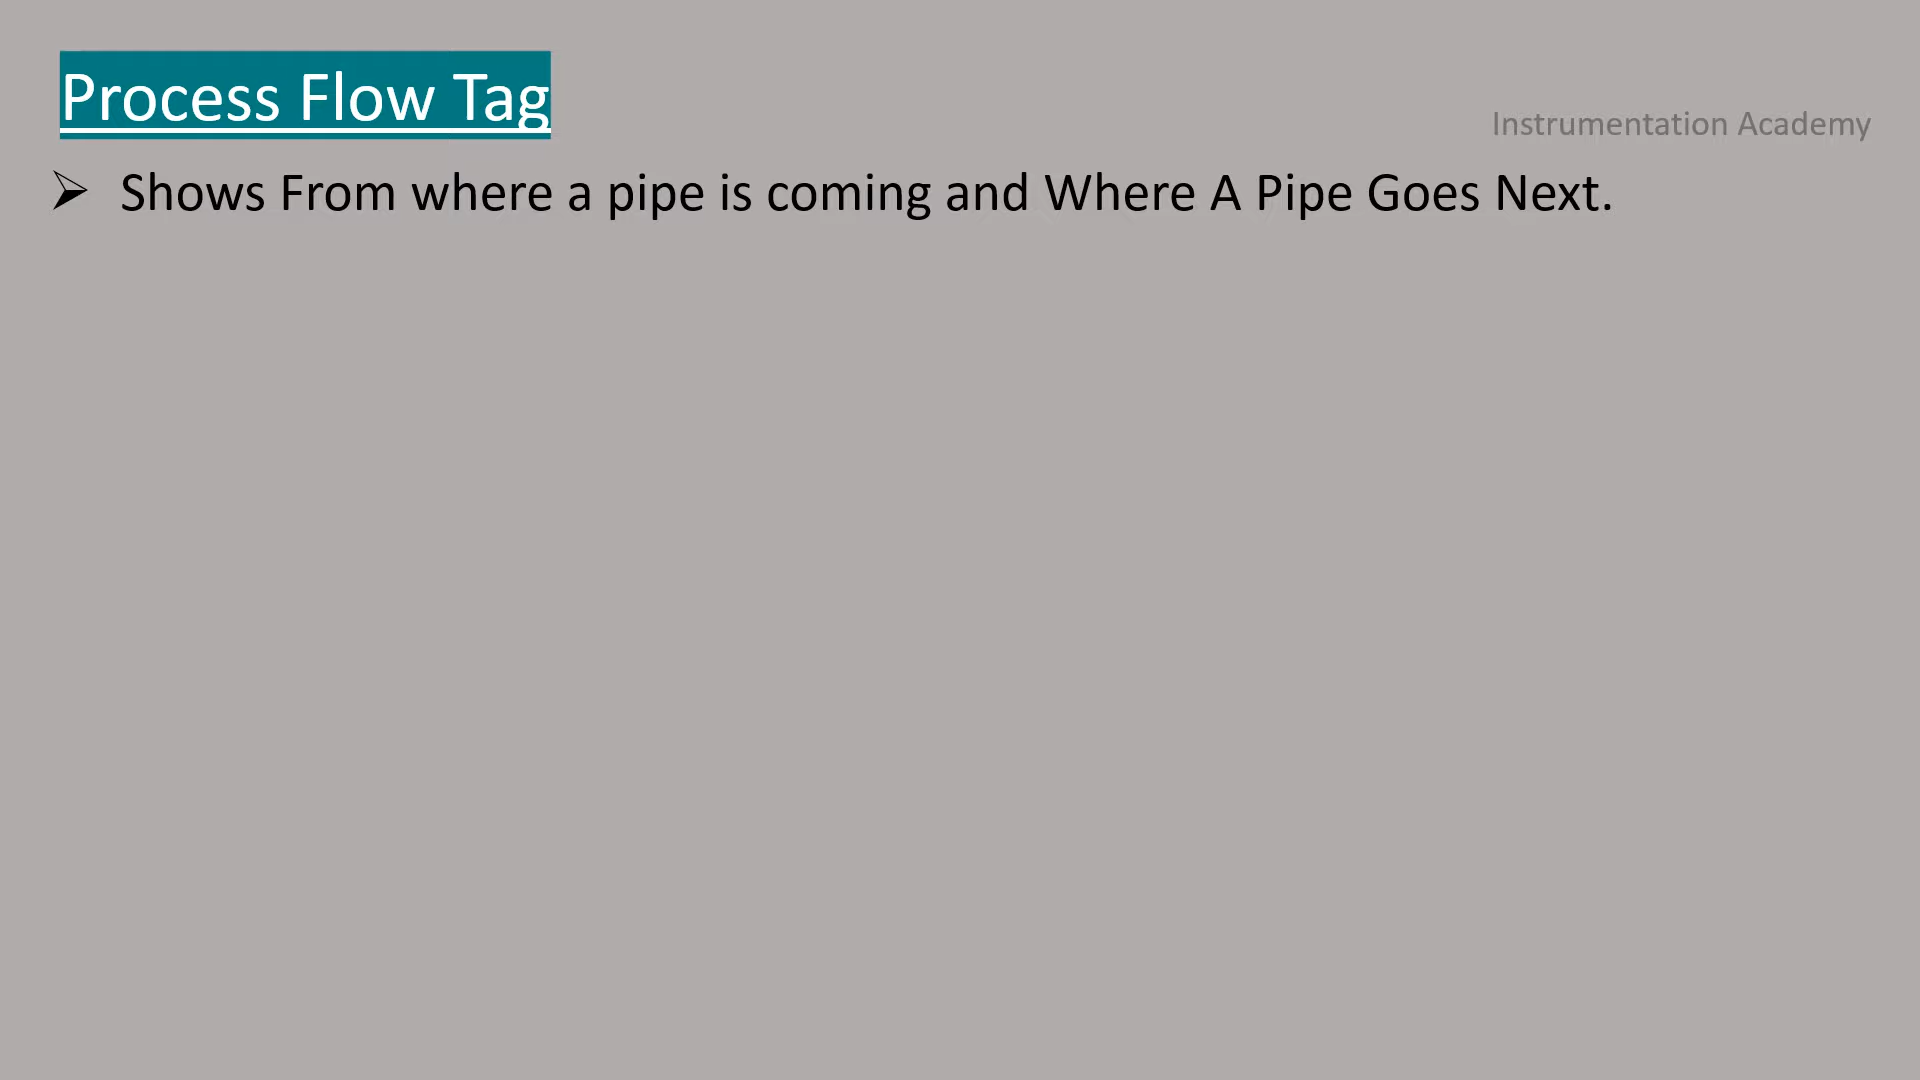 Process Flow Tag
Instrumentation Academy
➢ Shows From where a pipe is coming and Where A Pipe Goes Next.